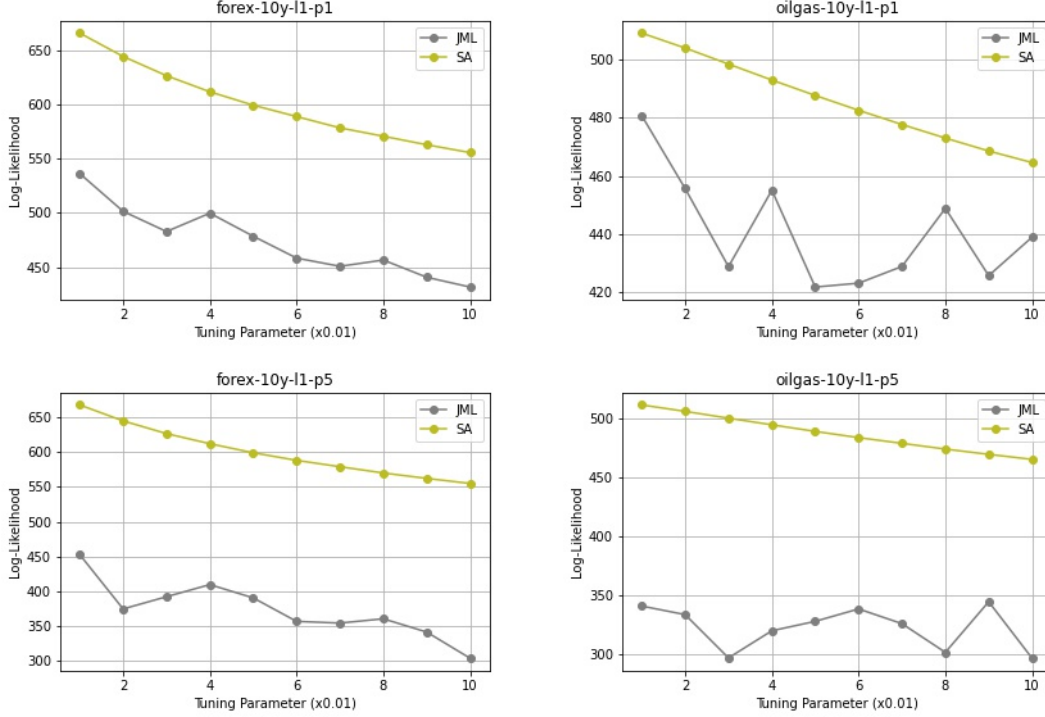 forex-10y-l1-p1
JML
SA
650
600
550
500
450
2 4 6 8 10
Log-Likelihood
Tuning Parameter (x0.01)
oilgas-10y-l1-p1
JML
SA
500
480
460
440
420
2 4 6 8 10
Log-Likelihood
Tuning Parameter (x0.01)
forex-10y-l1-p5
JML
SA
650
600
550
500
450
400
350
300
2 4 6 8 10
Log-Likelihood
Tuning Parameter (x0.01)
oilgas-10y-l1-p5
JML
SA
500
450
400
350
300
2 4 6 8 10
Log-Likelihood
Tuning Parameter (x0.01)